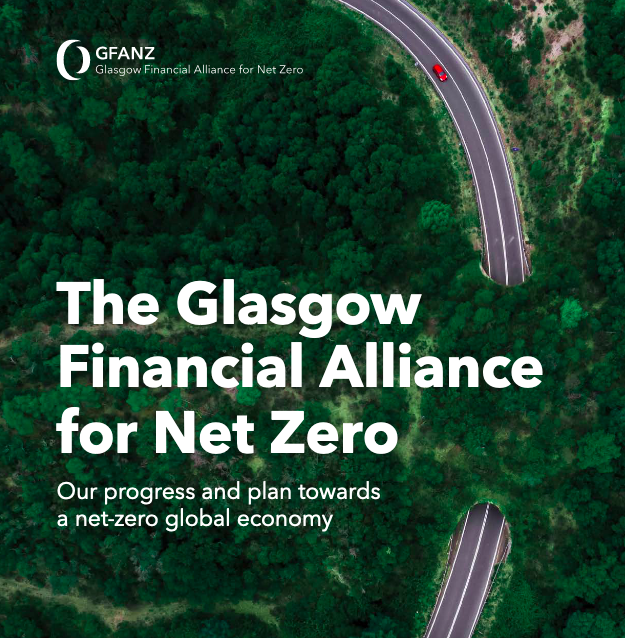 GFANZ
Glasgow Financial Alliance for Net Zero
The Glasgow
Financial Alliance
for Net Zero
Our progress and plan towards
a net-zero global economy